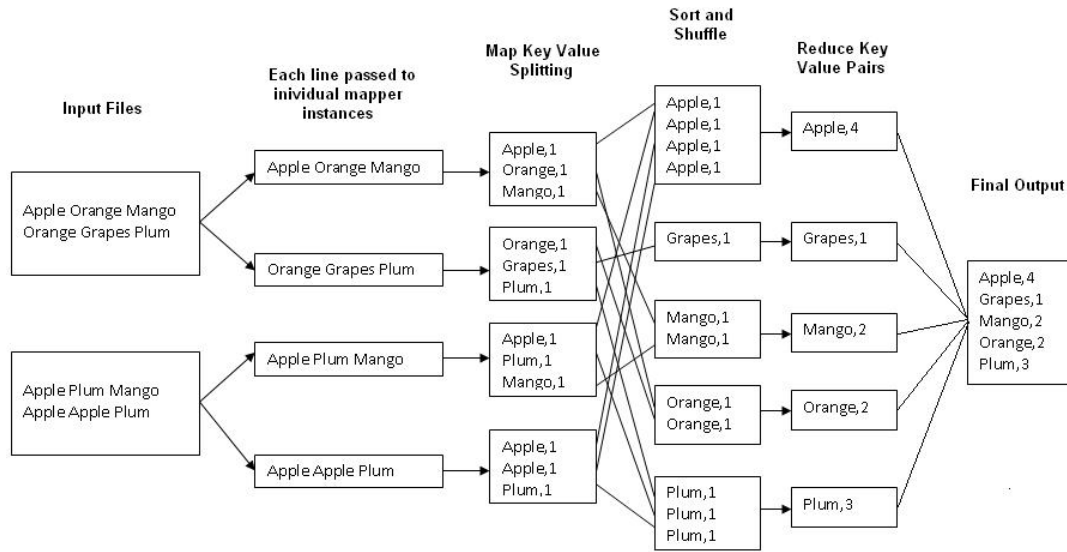 Input Files
Apple Orange Mango
Orange Grapes Plum
Apple Plum Mango
Apple Apple Plum
Each line passed to
inividual mapper
instances
Apple Orange Mango
Orange Grapes Plum
Apple Plum Mango
Apple Apple Plum
Map Key Value
Splitting
Apple,1
Orange,1
Mango,1
Orange,1
Grapes,1
Plum,1
Apple,1
Plum,1
Mango,1
Apple,1
Apple,1
Plum,1
Sort and
Shuffle
Apple,1
Apple,1
Apple,1
Apple,1
Grapes,1
Mango,1
Mango,1
Orange,1
Orange,1
Plum,1
Plum,1
Plum,1
Reduce Key
Value Pairs
Apple,4
Grapes,1
Mango,2
Orange,2
Plum,3
Final Output
Apple,4
Grapes,1
Mango,2
Orange,2
Plum,3